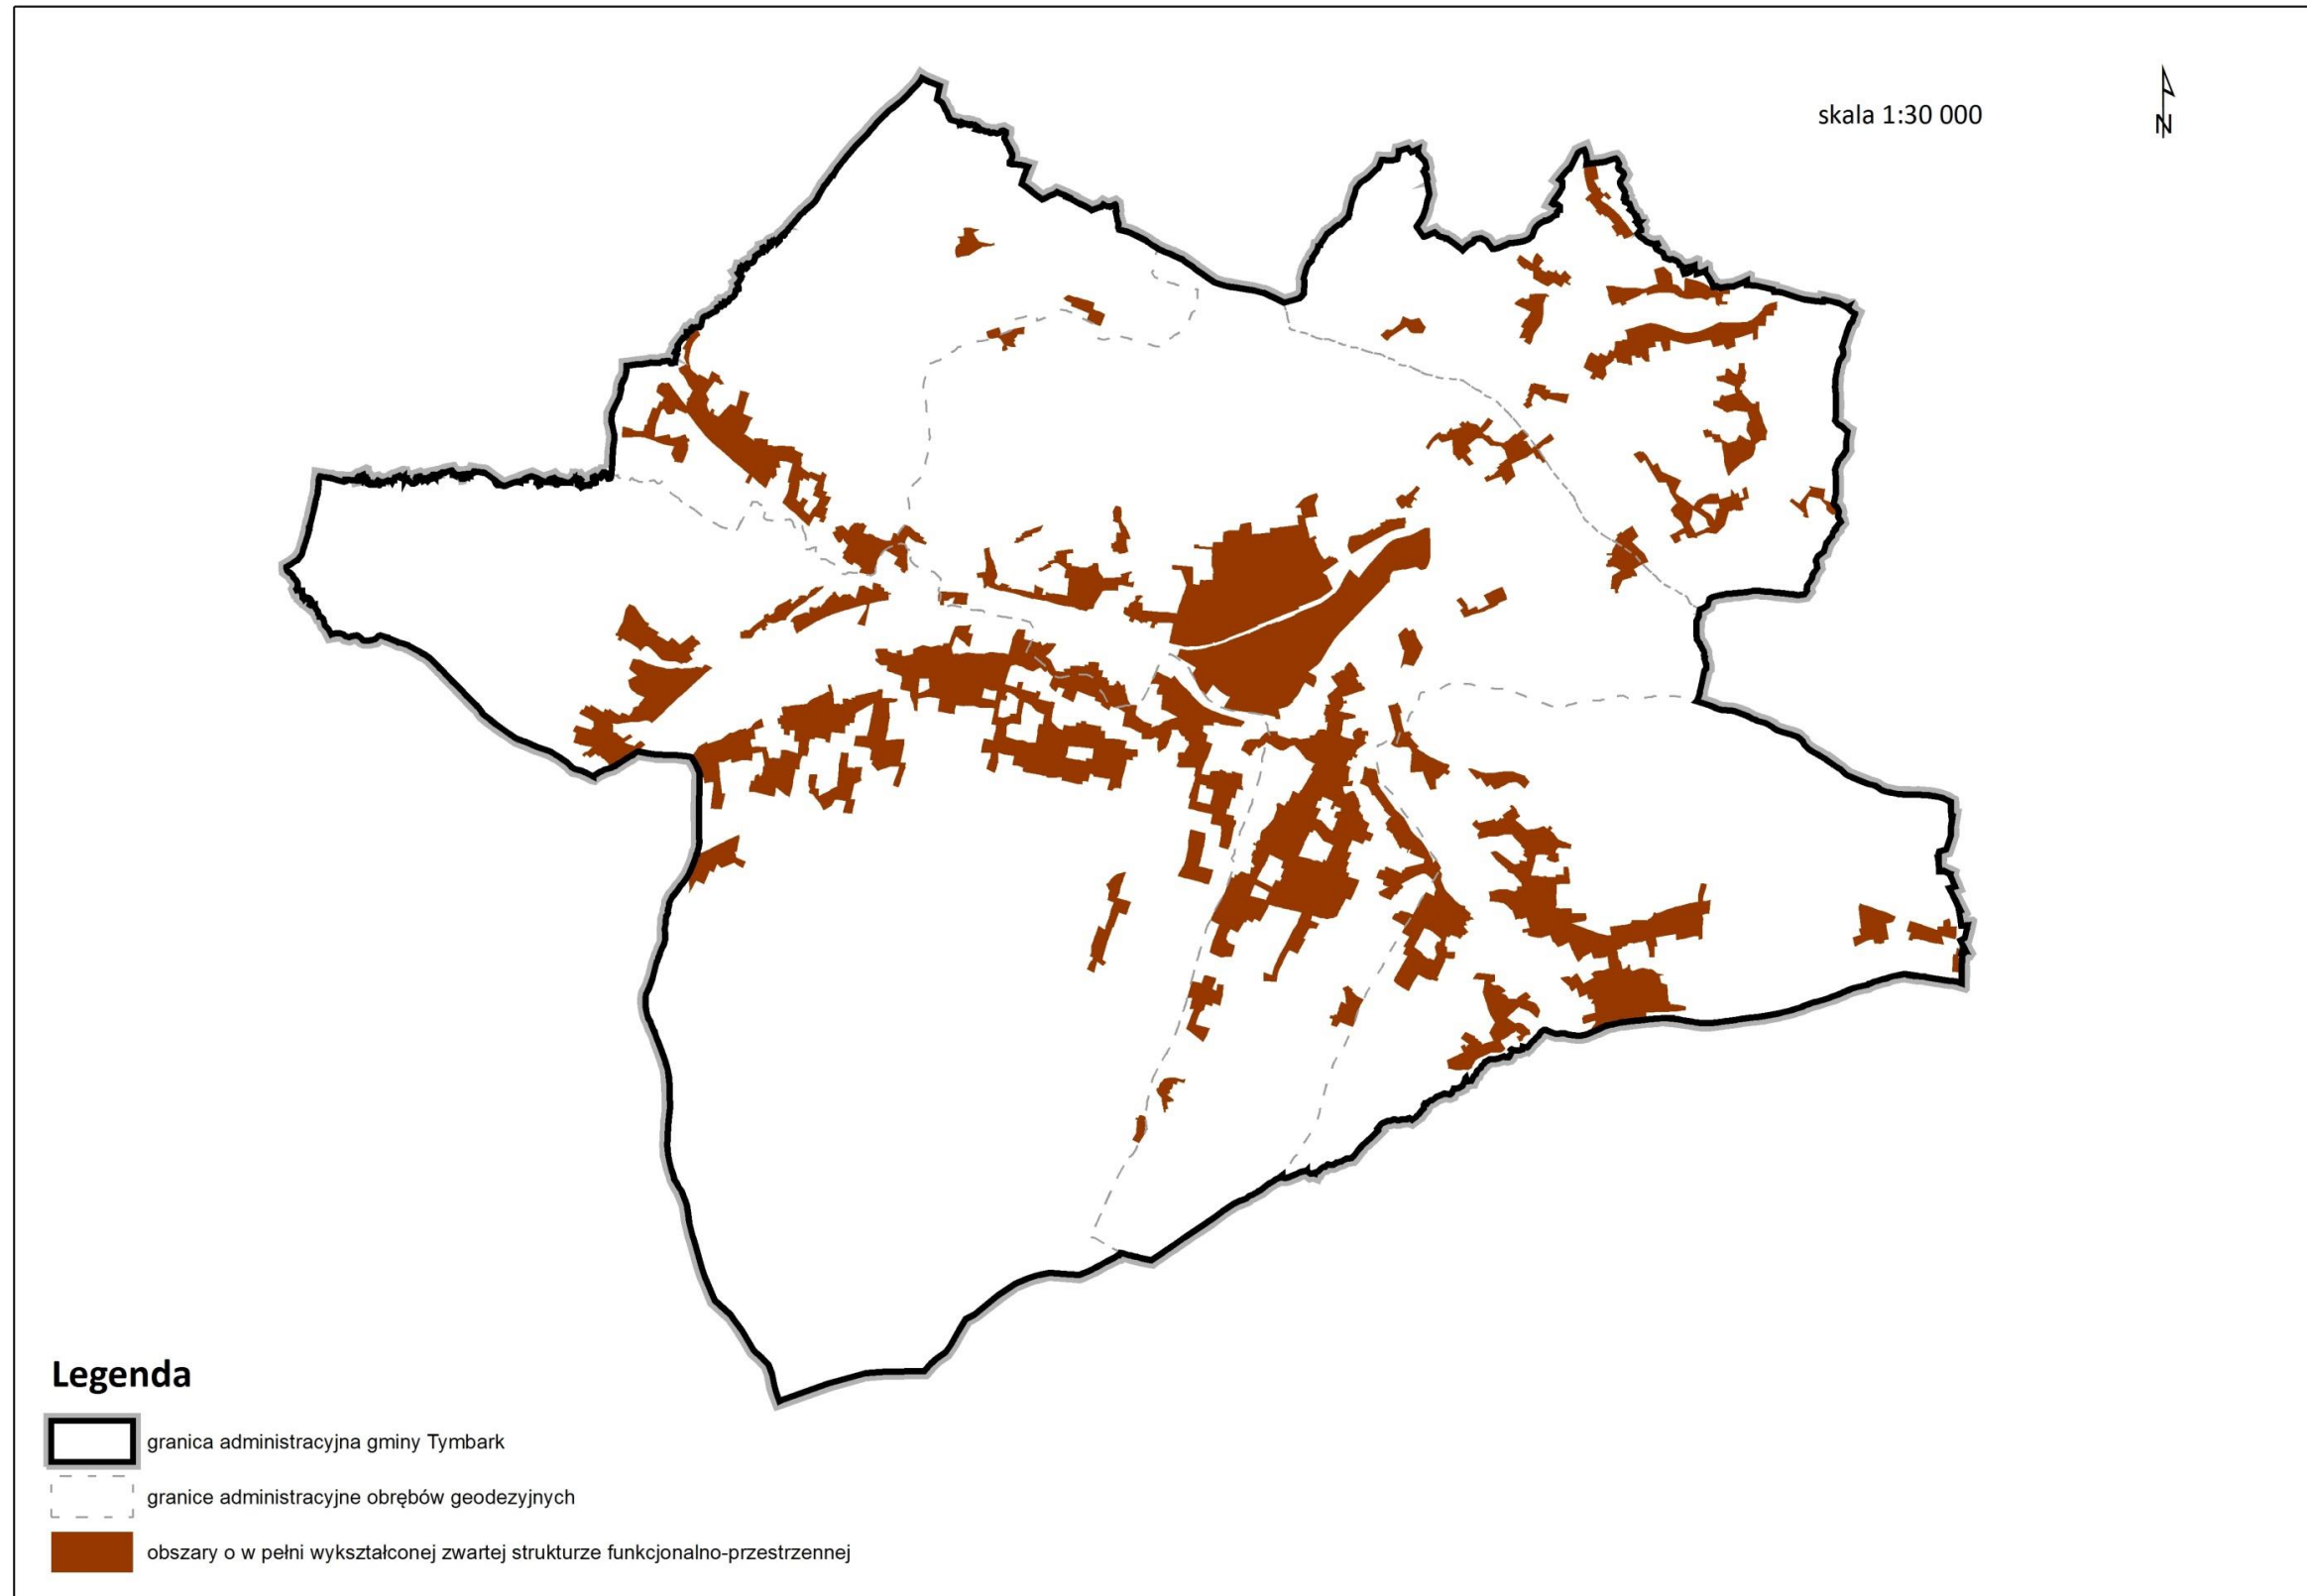 skala 1:30 000
N
Legenda
granica administracyjna gminy Tymbark
granice administracyjne obrębów geodezyjnych
obszary o w pełni wykształconej zwartej strukturze funkcjonalno-przestrzennej